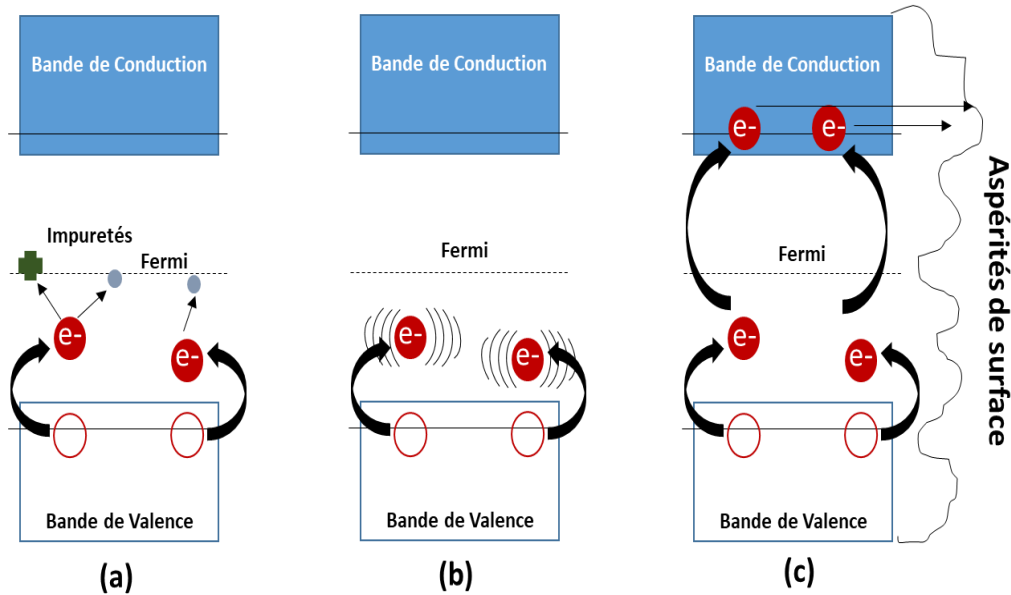 Bande de Conduction
Impuretés
Fermi
e-
e-
Bande de Valence
(a)
Bande de Conduction
Fermi
e-
e-
Bande de Valence
(b)
Bande de Conduction
e-
e-
Fermi
e-
e-
Bande de Valence
(c)
Aspérités de surface